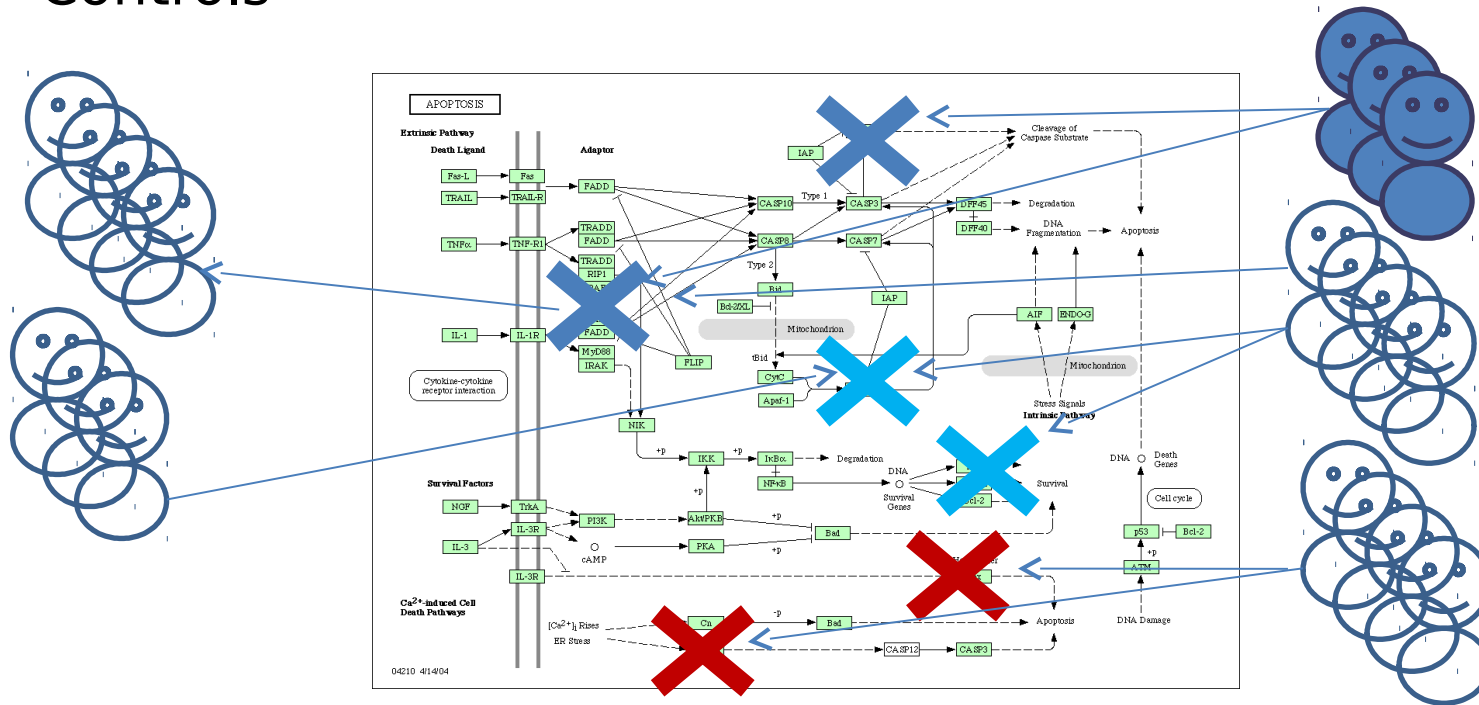 Controls
APOPTOSIS
Extrinsic Pathway
Death Ligand
Adaptor
Fas-L
Fas
TRAIL
TRAIL-R
FADD
TNFα
TNF-R1
TRADD
FADD
TRADD
RIP1
FADD
IL-1
IL-1R
MyD88
IRAK
FLIP
Cytokine-cytokine
receptor interaction
NIK
IAP
CASP10
Type 1
CASP3
CASP8
CASP7
Type 2
Bid
Bcl-2/XL
IAP
Mitochondrion
tBid
CytC
Apaf-1
Cleavage of
Caspase Substrate
DFF45
Degradation
DFF40
DNA
Fragmentation
Apoptosis
AIF
ENDO-G
Mitochondrion
Stress Signals
Intrinsic Pathway
+p
IKK
+p
IκBα
Degradation
NFκB
DNA
Survival
Genes
Bcl-2
Survival
DNA
Death
Genes
Cell cycle
p53
Bcl-2
+p
ATM
DNA Damage
Survival Factors
NGF
TrkA
IL-3R
IL-3
PI3K
cAMP
+p
Akt/PKB
+p
PKA
+p
Bad
IL-3R
Ca2+-induced Cell
Death Pathways
[Ca2+]i Rises
ER Stress
Cn
-p
Bad
Apoptosis
CASP12
CASP3
04210 4/14/04